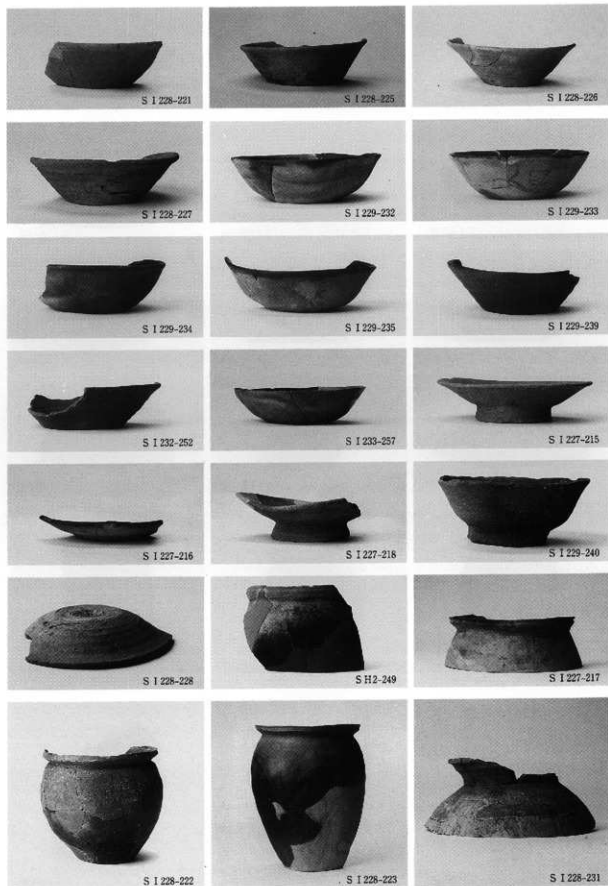 S I 228-221
S I 228-225
S I 228-226
S I 228-227
S I 229-232
S I 229-233
S I 229-234
S I 229-235
S I 229-239
S I 232-252
S I 233-257
S I 227-215
S I 227-216
S I 227-218
S I 229-240
S I 228-228
S H2-249
S I 227-217
S I 228-222
S I 228-223
S I 228-231